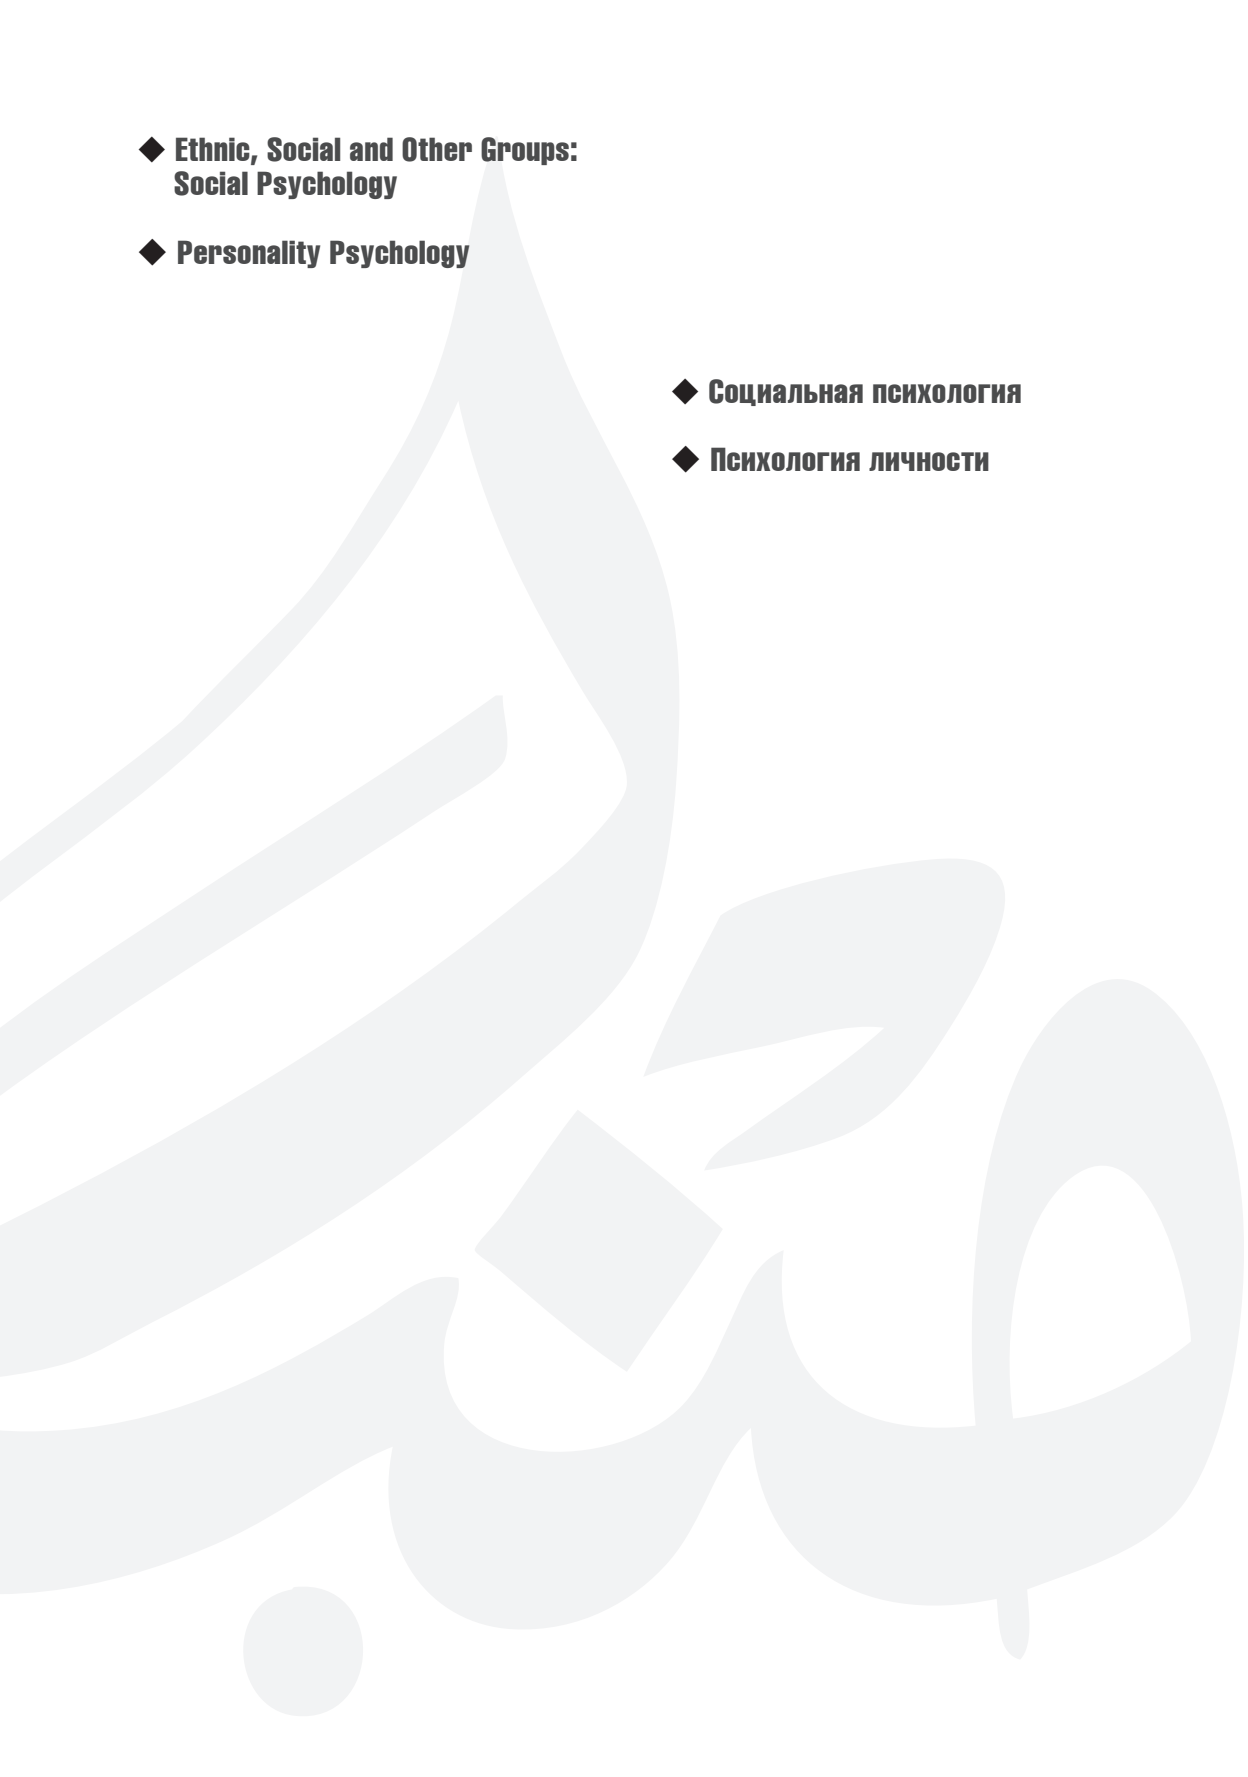 ◆ Ethnic, Social and Other Groups:
Social Psychology
◆ Personality Psychology
◆ Социальная психология
◆ Психология личности